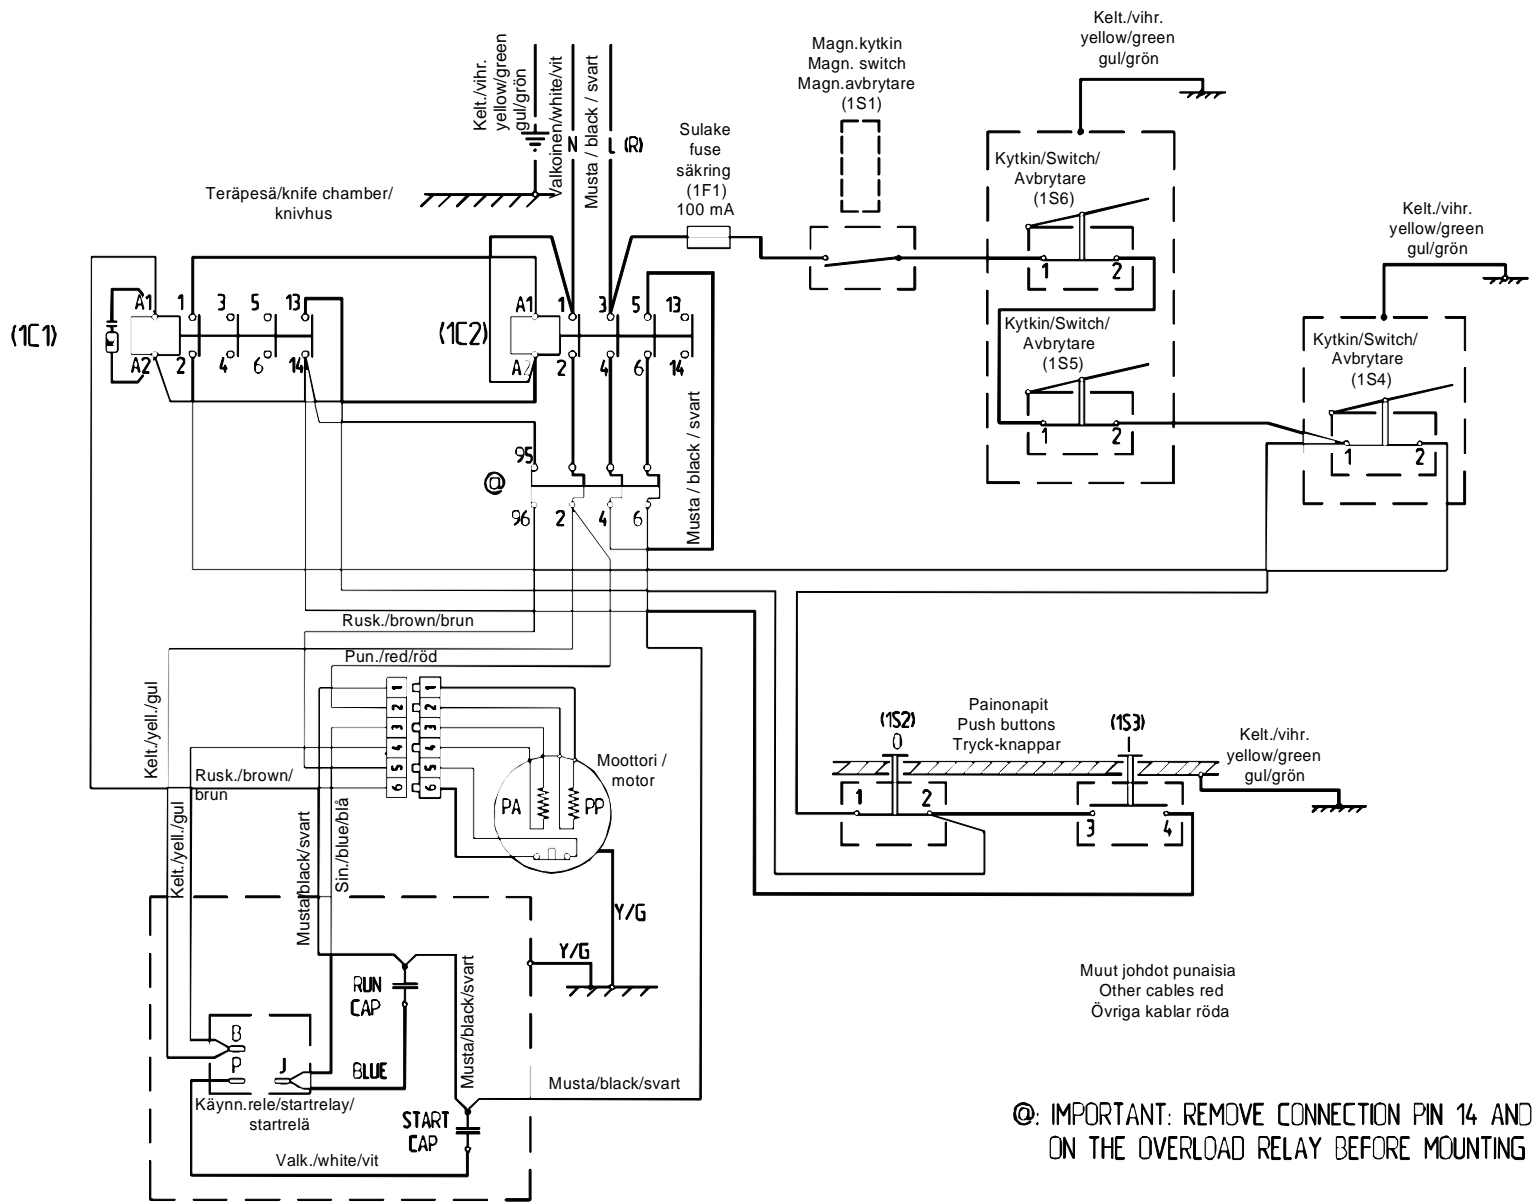 Kelt./vihr.
yellow/green
gul/grön
Magn.kytkin
Magn. switch
Magn.avbrytare
(1S1)
Kelt./vihr.
yellow/green
gul/grön
Valkoinen/white/vit
Musta / black / svart
N
L (R)
Sulake
fuse
säkring
(1F1)
100 mA
Kytkin/Switch/
Avbrytare
(1S6)
1
2
Teräpesä/knife chamber/
knivhus
Kelt./vihr.
yellow/green
gul/grön
(1C1)
A1
1
3
5
13
A2
2
4
6
14
(1C2)
A1
1
3
5
13
A2
2
4
6
14
Kytkin/Switch/
Avbrytare
(1S5)
1
2
Kytkin/Switch/
Avbrytare
(1S4)
1
2
Musta / black / svart
95
@
96
2
4
6
Rusk./brown/brun
Pun./red/röd
Kelt./yell./gul
1
2
3
4
5
6
1
2
3
4
5
6
Rusk./brown/
brun
Moottori /
motor
PA
PP
(1S2)
0
Painonapit
Push buttons
Tryck-knappar
(1S3)
I
Kelt./vihr.
yellow/green
gul/grön
1
2
3
4
Kelt./yell./gul
Musta/black/svart
Sin./blue/blå
Y/G
Y/G
RUN
CAP
Musta/black/svart
B
P
J
BLUE
Käynn.rele/startrelay/
startrelä
START
CAP
Musta/black/svart
Valk./white/vit
Muut johdot punaisia
Other cables red
Övriga kablar röda
@: IMPORTANT: REMOVE CONNECTION PIN 14 AND
ON THE OVERLOAD RELAY BEFORE MOUNTING